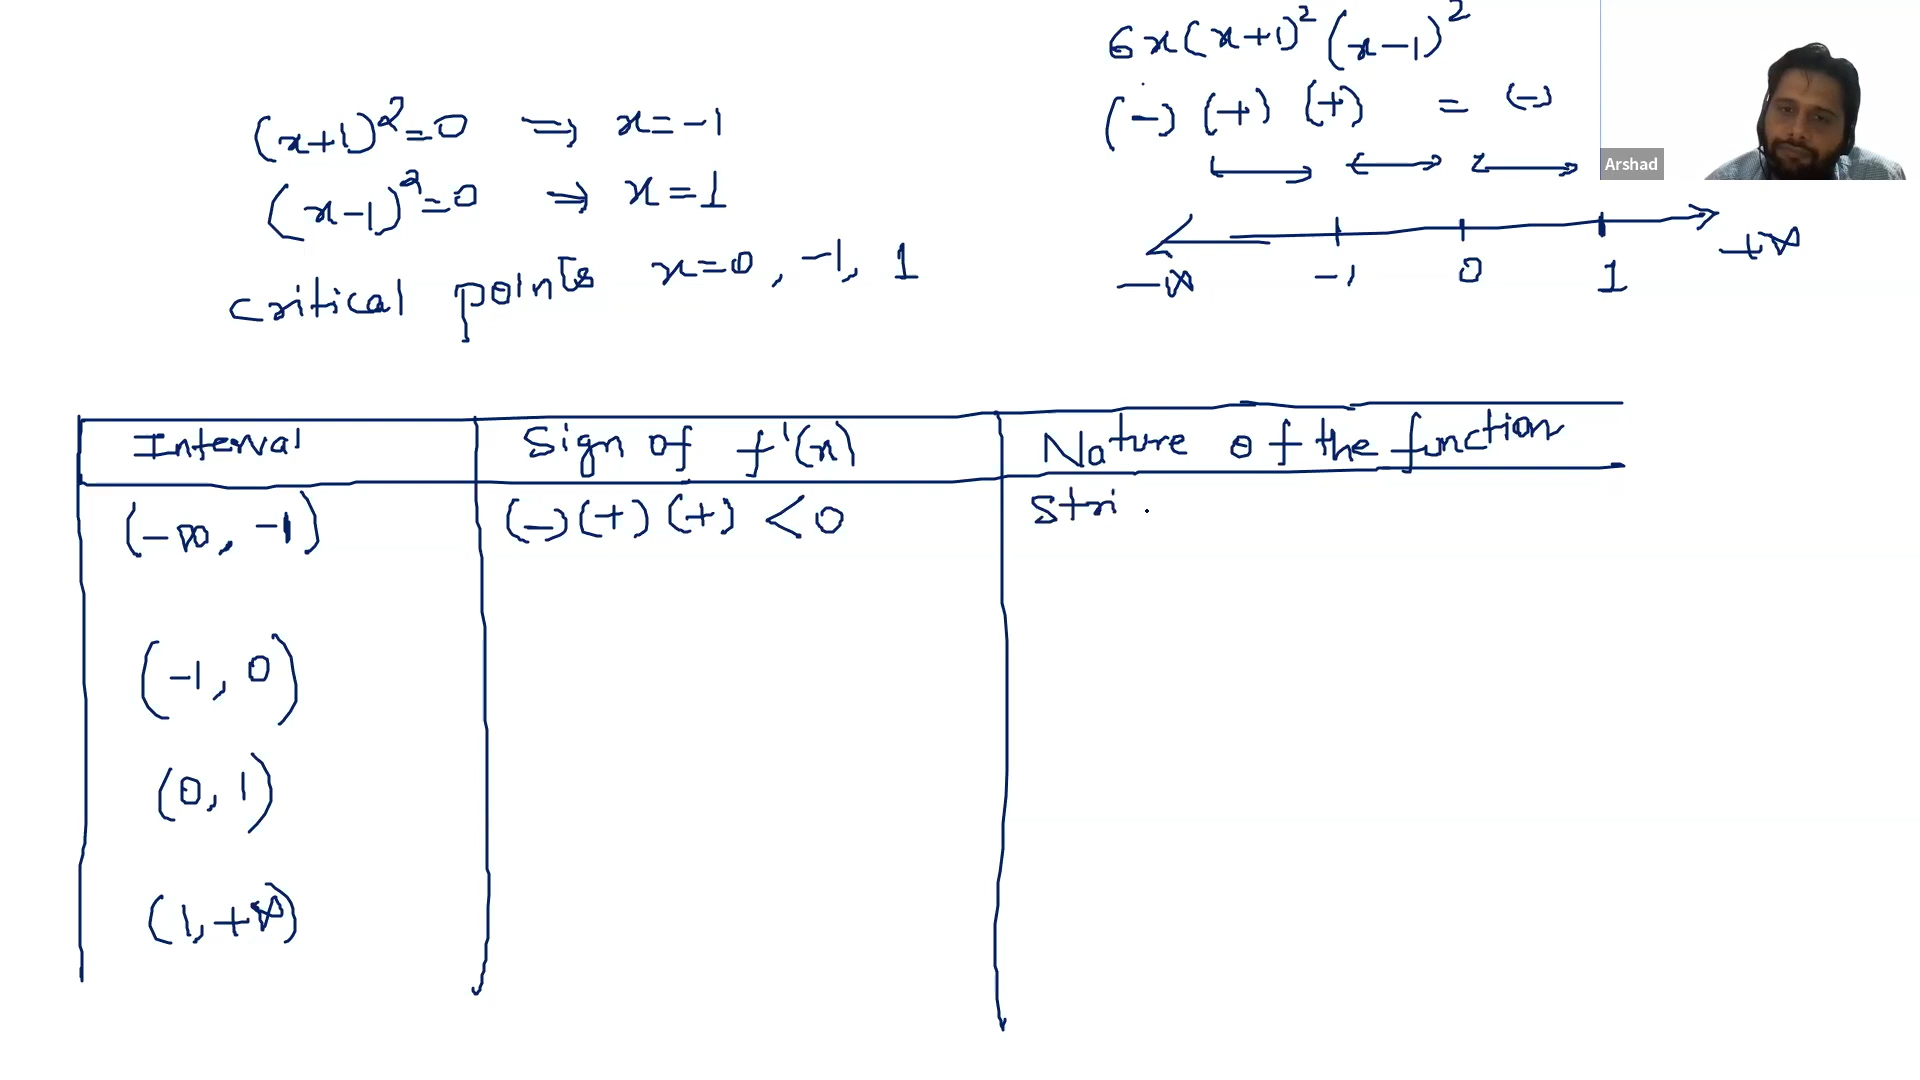 6x(x+1)²(x-1)²
(-) (+) (+) = (-)
(x+1)²=0 ⇒ x=-1
Arshad
(x-1)²=0 ⇒ x=1
critical points x=0, -1, 1
-∞ -1 0 1 +∞
Interval Sign of f'(x) Nature of the function
(-∞, -1) (-)(+)(+) <0 stri
(-1, 0)
(0, 1)
(1, +∞)